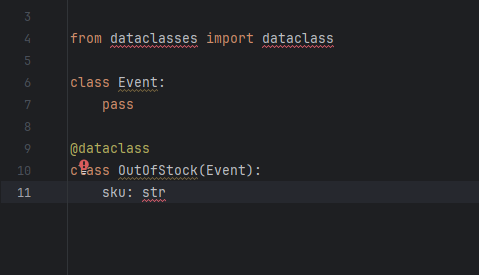 3
4 from dataclasses import dataclass
5
6 class Event:
7     pass
8
9 @dataclass
10 class OutOfStock(Event):
11     sku: str